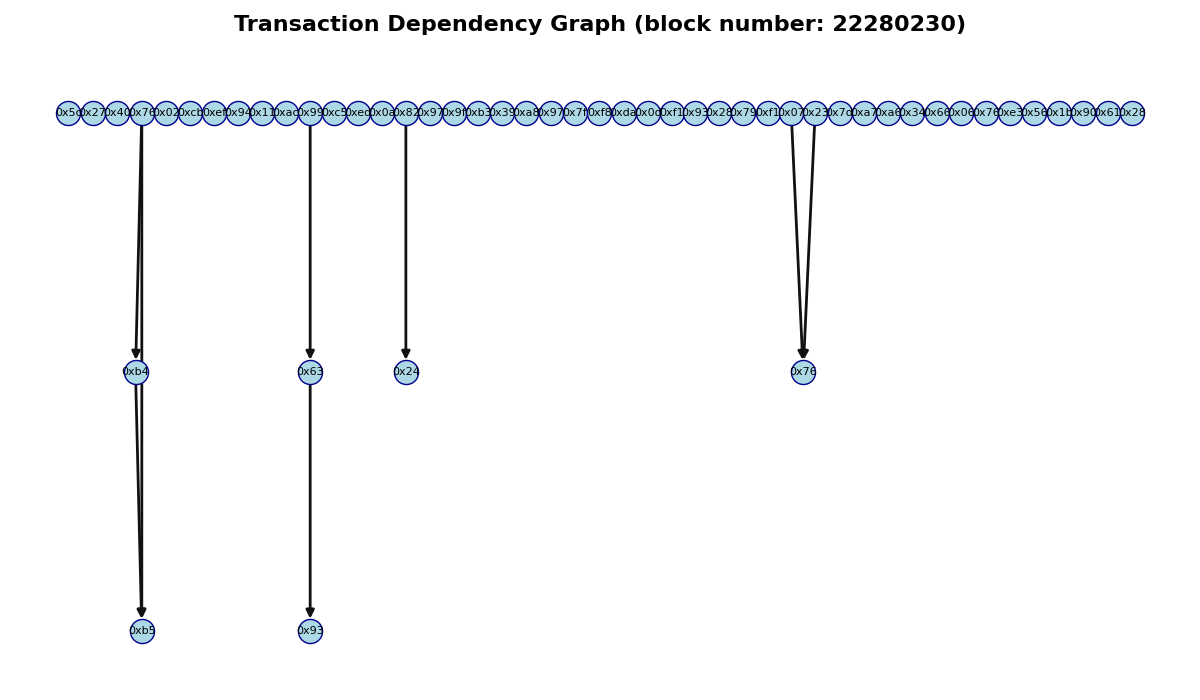 Transaction Dependency Graph (block number: 22280230)
0x5c 0x27 0x40 0x76 0x02 0xcb 0xef 0x94 0x11 0xac 0x99 0xc5 0xec 0x0a 0x82 0x97 0x9f 0xb3 0x39 0xa8 0x97 0x7f 0xf8 0xda 0x0d 0xf1 0x93 0x28 0x79 0xf1 0x07 0x23 0x7d 0xa7 0xa6 0x34 0x66 0x06 0x76 0xe3 0x56 0x1b 0x90 0x61 0x28
0xb4 0x63 0x24 0x76
0xb5 0x93